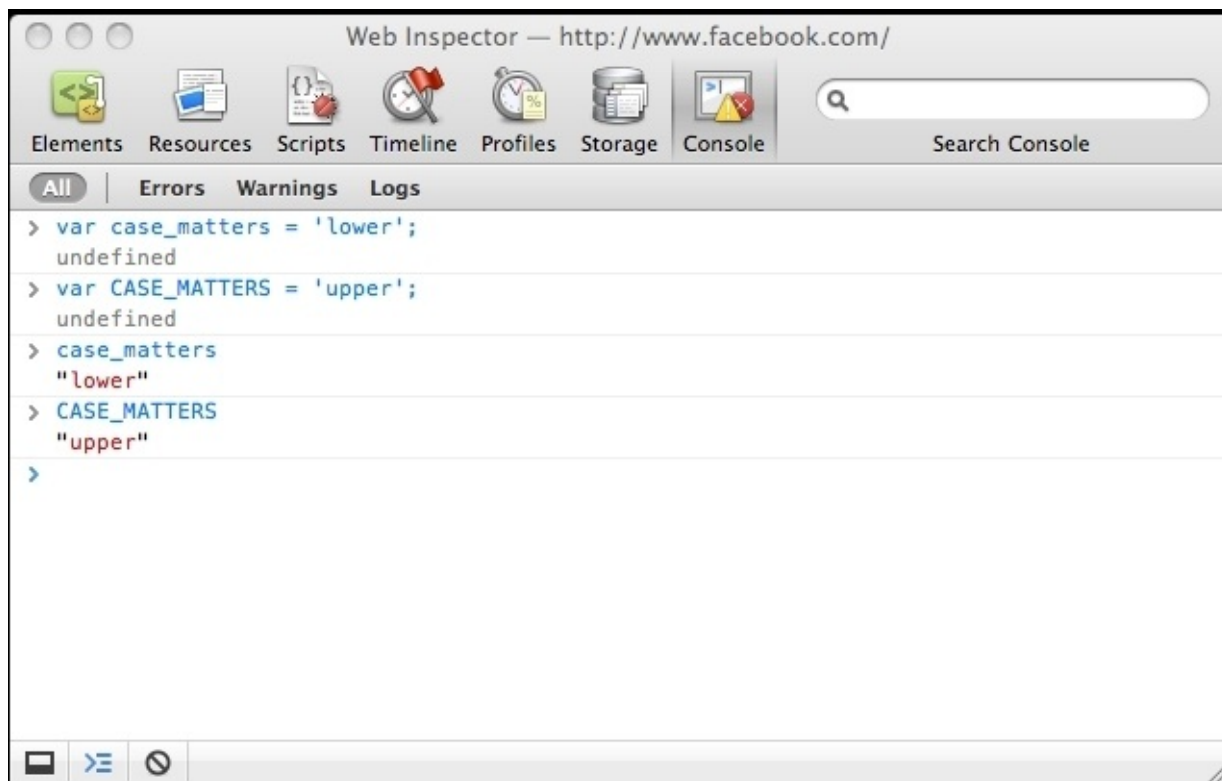 Web Inspector — http://www.facebook.com/
Elements Resources Scripts Timeline Profiles Storage Console Search Console
All Errors Warnings Logs
> var case_matters = 'lower';
undefined
> var CASE_MATTERS = 'upper';
undefined
> case_matters
"lower"
> CASE_MATTERS
"upper"
>